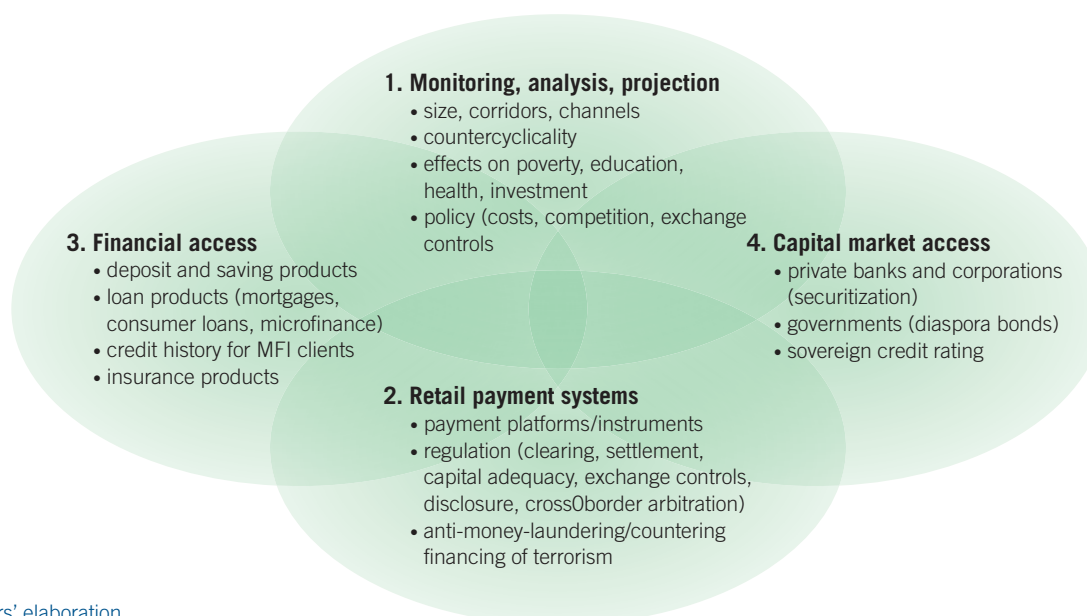 1. Monitoring, analysis, projection
• size, corridors, channels
• countercyclicality
• effects on poverty, education,
health, investment
• policy (costs, competition, exchange
controls
3. Financial access
• deposit and saving products
• loan products (mortgages,
consumer loans, microfinance)
• credit history for MFI clients
• insurance products
4. Capital market access
• private banks and corporations
(securitization)
• governments (diaspora bonds)
• sovereign credit rating
2. Retail payment systems
• payment platforms/instruments
• regulation (clearing, settlement,
capital adequacy, exchange controls,
disclosure, cross0border arbitration)
• anti-money-laundering/countering
financing of terrorism
elaboration